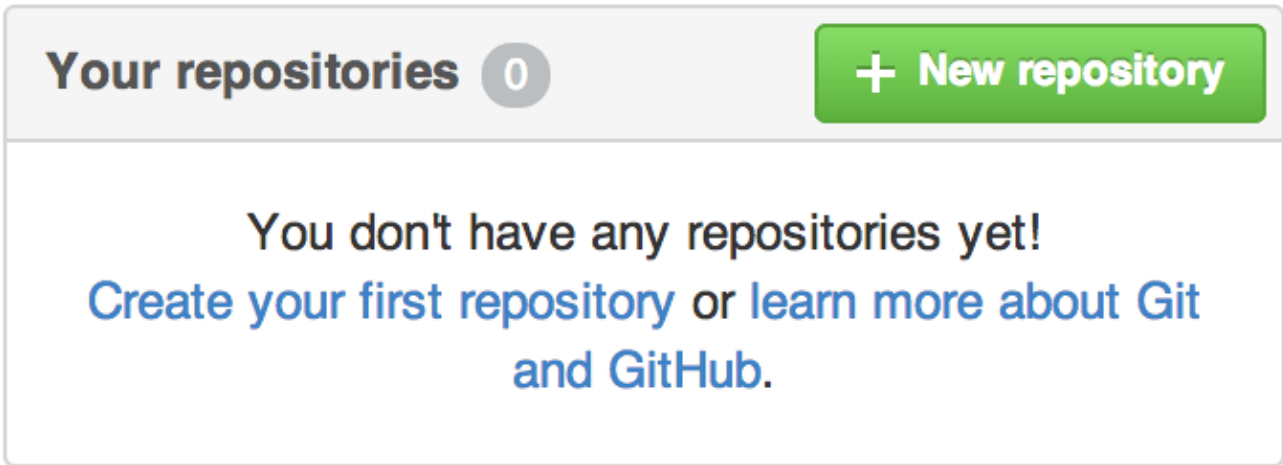 Your repositories 0 + New repository
You don't have any repositories yet!
Create your first repository or learn more about Git
and GitHub.